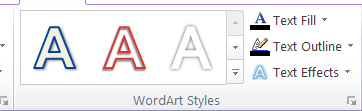 A A A A Text Fill
A Text Outline
A Text Effects
WordArt Styles